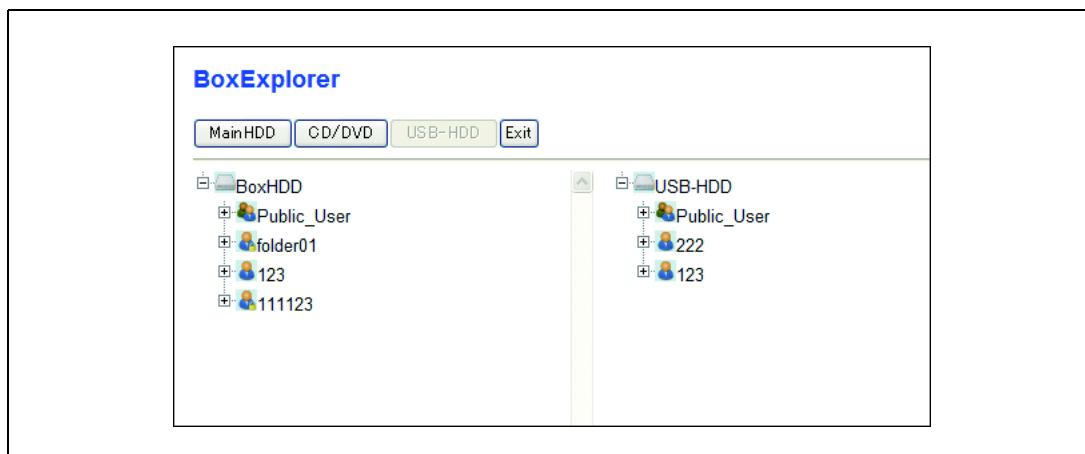 BoxExplorer
MainHDD CD/DVD USB-HDD Exit
BoxHDD
Public_User
folder01
123
111123
USB-HDD
Public_User
222
123